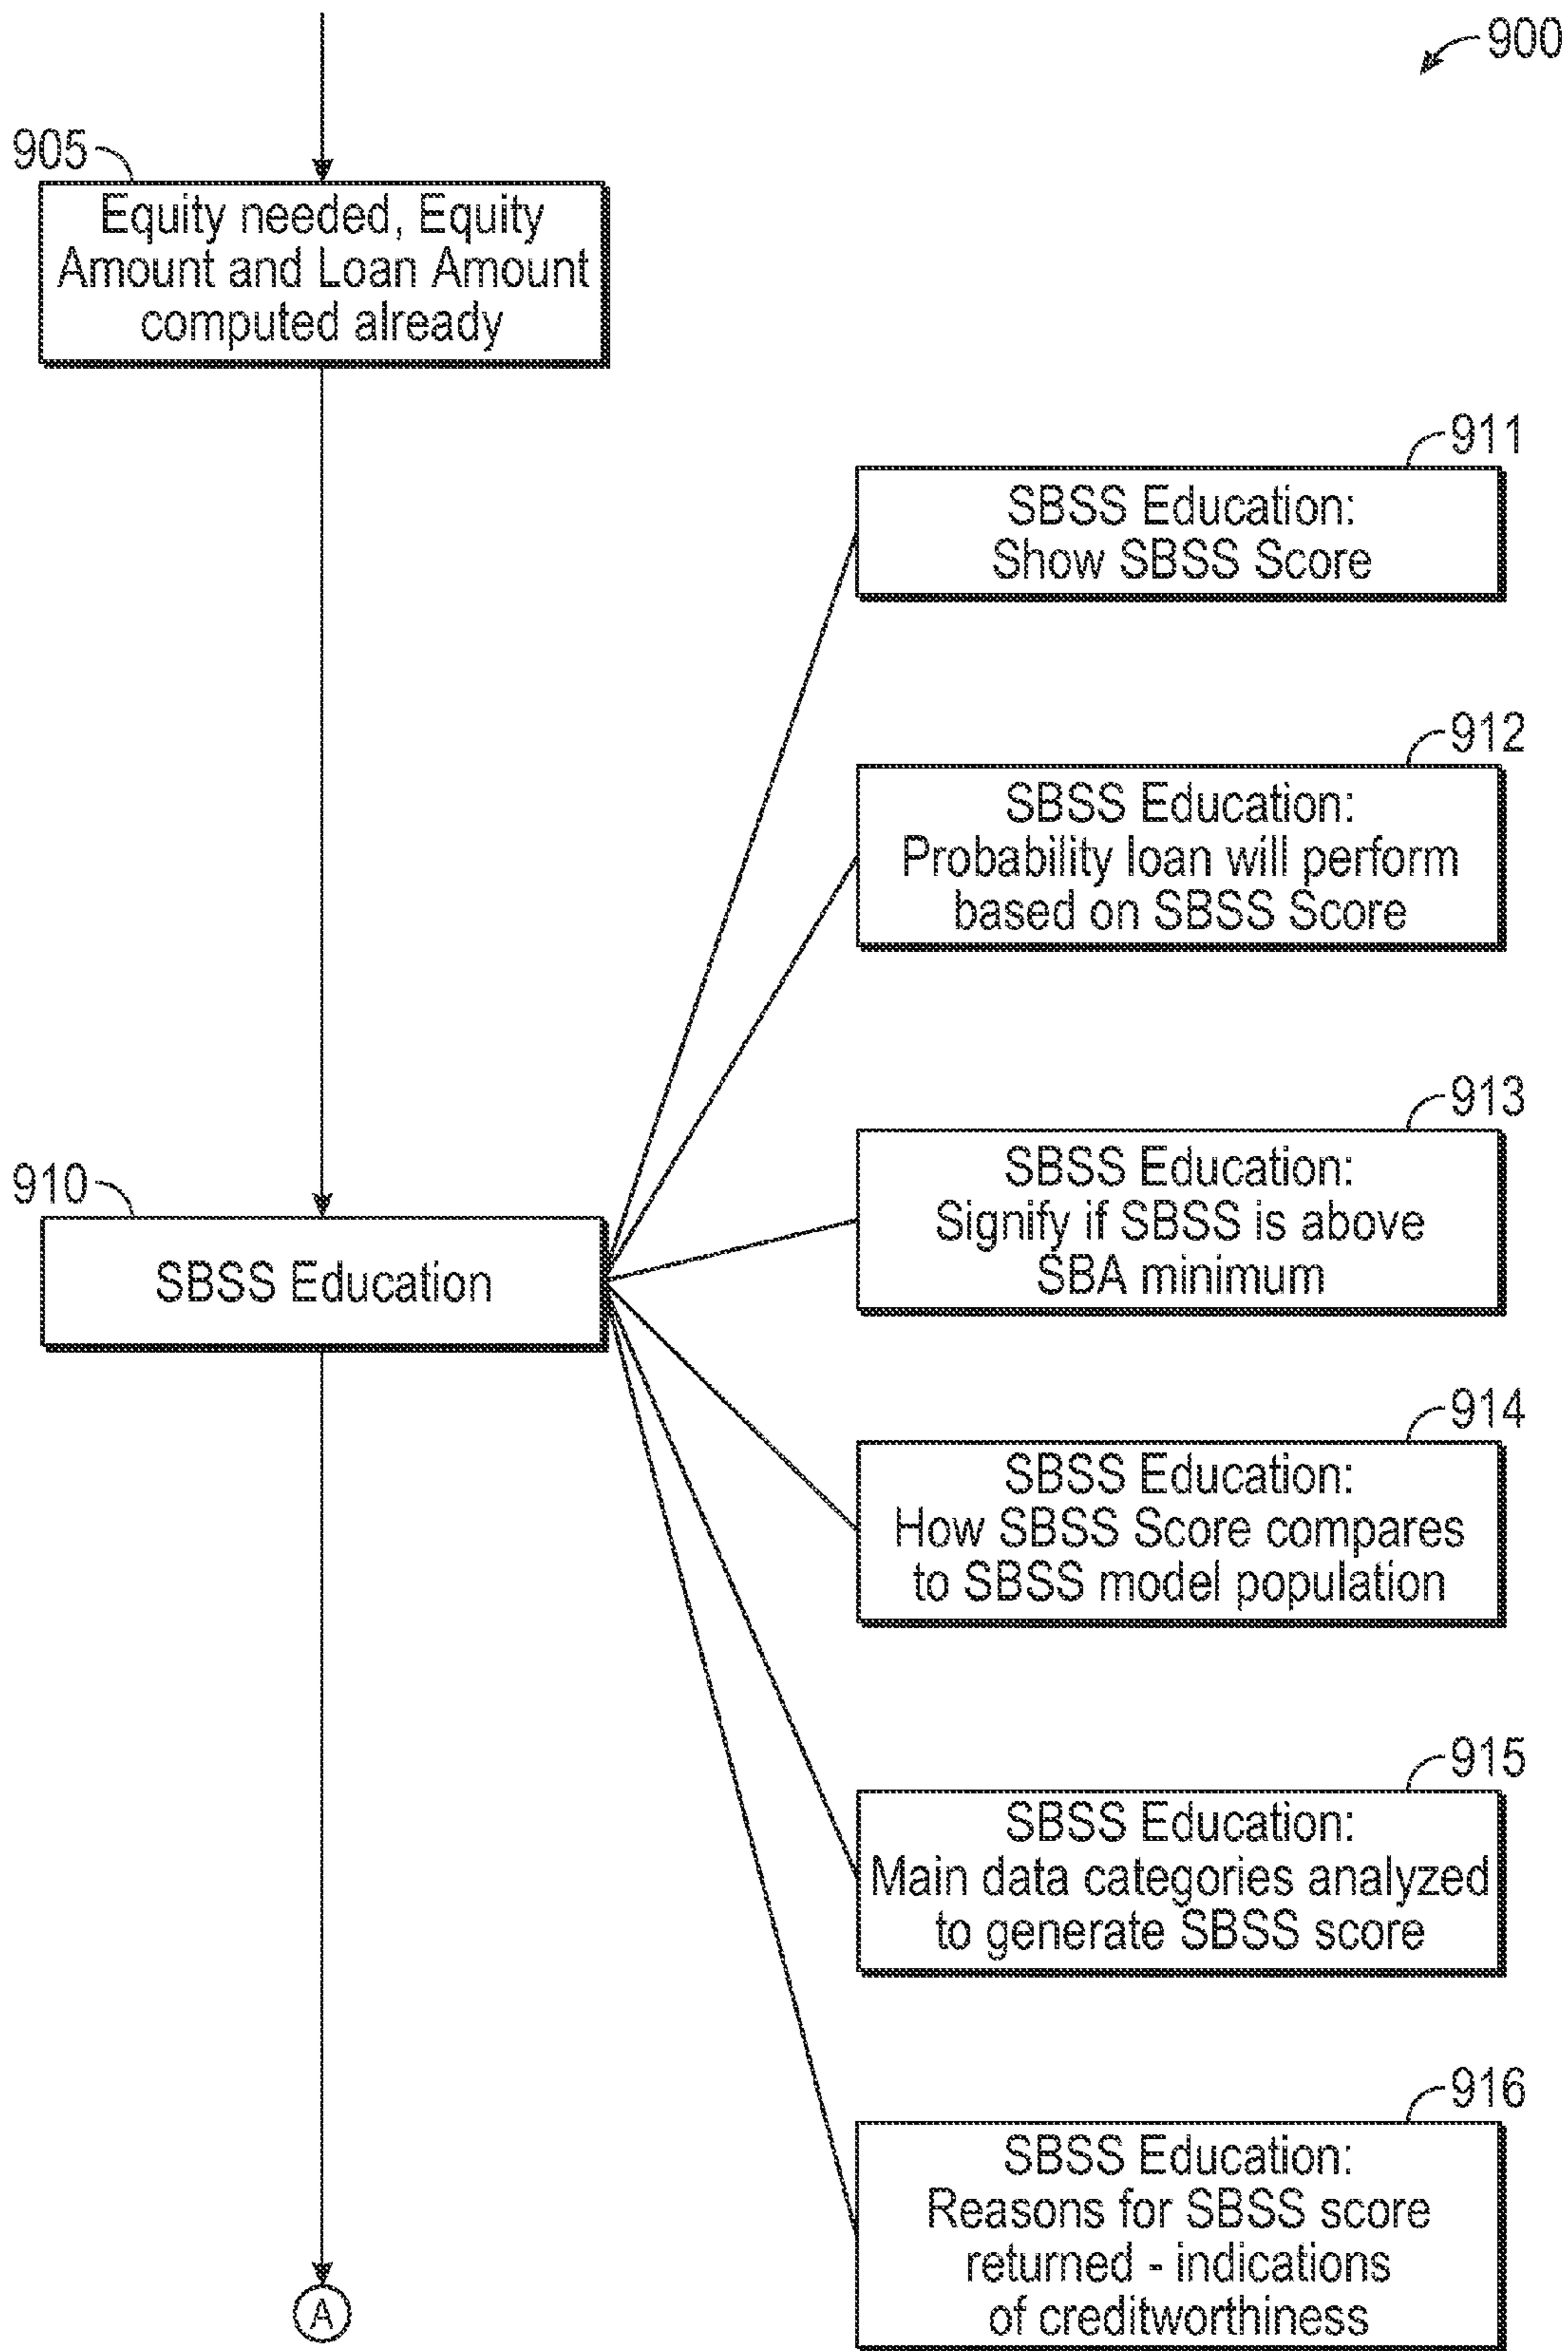 900
905
Equity needed, Equity
Amount and Loan Amount
computed already
911
SBSS Education:
Show SBSS Score
912
SBSS Education:
Probability loan will perform
based on SBSS Score
913
SBSS Education:
Signify if SBSS is above
SBA minimum
910
SBSS Education
914
SBSS Education:
How SBSS Score compares
to SBSS model population
915
SBSS Education:
Main data categories analyzed
to generate SBSS score
916
SBSS Education:
Reasons for SBSS score
returned - indications
of creditworthiness
A